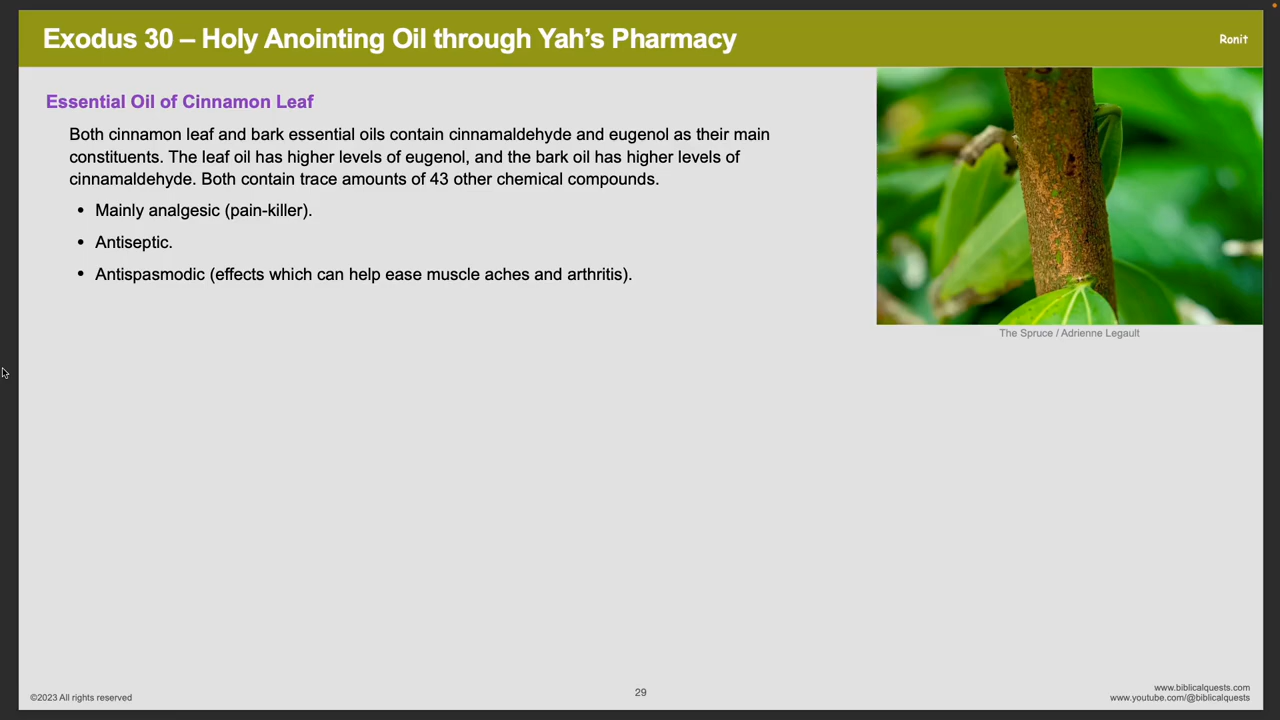 Exodus 30 – Holy Anointing Oil through Yah’s Pharmacy
Ronit
Essential Oil of Cinnamon Leaf
Both cinnamon leaf and bark essential oils contain cinnamaldehyde and eugenol as their main
constituents. The leaf oil has higher levels of eugenol, and the bark oil has higher levels of
cinnamaldehyde. Both contain trace amounts of 43 other chemical compounds.
• Mainly analgesic (pain-killer).
• Antiseptic.
• Antispasmodic (effects which can help ease muscle aches and arthritis).
The Spruce / Adrienne Legault
©2023 All rights reserved
29
www.biblicalquests.com
www.youtube.com/@biblicalquests